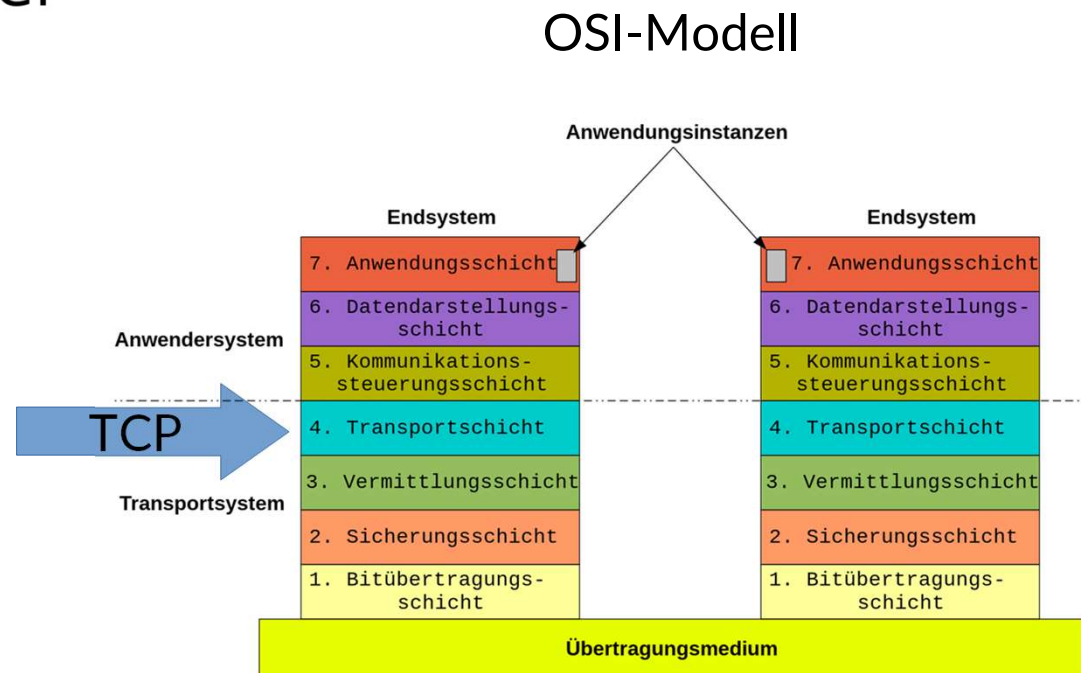 OSI-Modell
Anwendungsinstanzen
Endsystem
Endsystem
7. Anwendungsschicht
7. Anwendungsschicht
6. Datendarstellungs-
schicht
6. Datendarstellungs-
schicht
Anwendersystem
5. Kommunikations-
steuerungsschicht
5. Kommunikations-
steuerungsschicht
TCP
4. Transportschicht
4. Transportschicht
3. Vermittlungsschicht
3. Vermittlungsschicht
Transportsystem
2. Sicherungsschicht
2. Sicherungsschicht
1. Bitübertragungs-
schicht
1. Bitübertragungs-
schicht
Übertragungsmedium